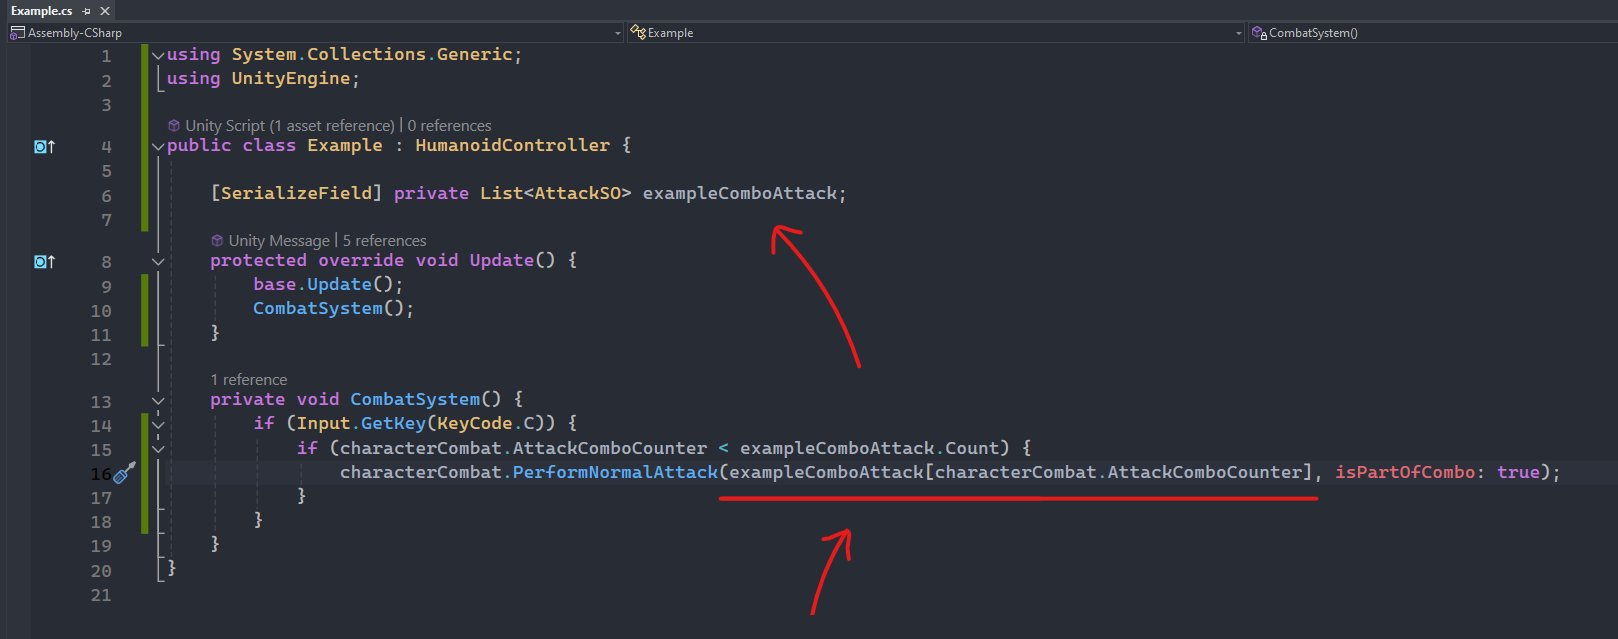 Example.cs
Assembly-CSharp Example CombatSystem()
1 using System.Collections.Generic;
2 using UnityEngine;
3
Unity Script (1 asset reference) | 0 references
4 public class Example : HumanoidController {
5
6 [SerializeField] private List<AttackSO> exampleComboAttack;
7
Unity Message | 5 references
8 protected override void Update() {
9 base.Update();
10 CombatSystem();
11 }
12
1 reference
13 private void CombatSystem() {
14 if (Input.GetKey(KeyCode.C)) {
15 if (characterCombat.AttackComboCounter < exampleComboAttack.Count) {
16 characterCombat.PerformNormalAttack(exampleComboAttack[characterCombat.AttackComboCounter], isPartOfCombo: true);
17 }
18 }
19 }
20 }
21